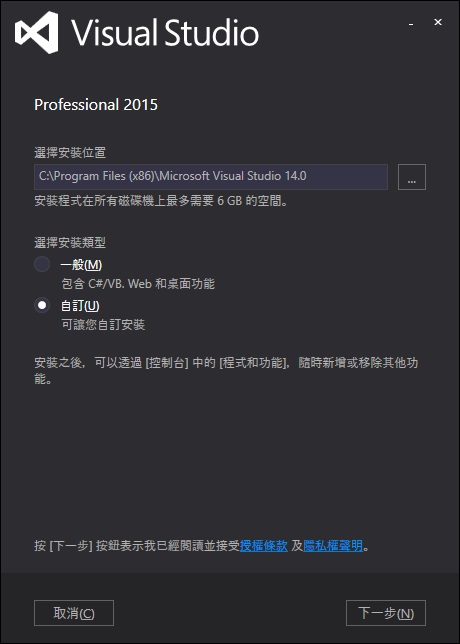 Visual Studio
Professional 2015
選擇安裝位置
C:\Program Files (x86)\Microsoft Visual Studio 14.0
...
安裝程式在所有磁碟機上最多需要 6 GB 的空間。
選擇安裝類型
一般(M)
包含 C#/VB. Web 和桌面功能
自訂(U)
可讓您自訂安裝
安裝之後，可以透過 [控制台] 中的 [程式和功能]，隨時新增或移除其他功
能。
按 [下一步] 按鈕表示我已經閱讀並接受授權條款 及隱私權聲明。
取消(C)
下一步(N)